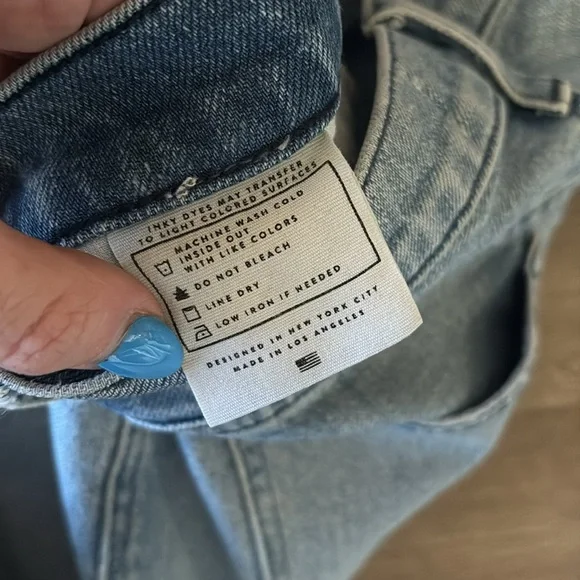 INKY DYES MAY TRANSFER
TO LIGHT COLORED SURFACES
MACHINE WASH COLD
INSIDE OUT
WITH LIKE COLORS
DO NOT BLEACH
LINE DRY
LOW IRON IF NEEDED
DESIGNED IN NEW YORK CITY
MADE IN LOS ANGELES